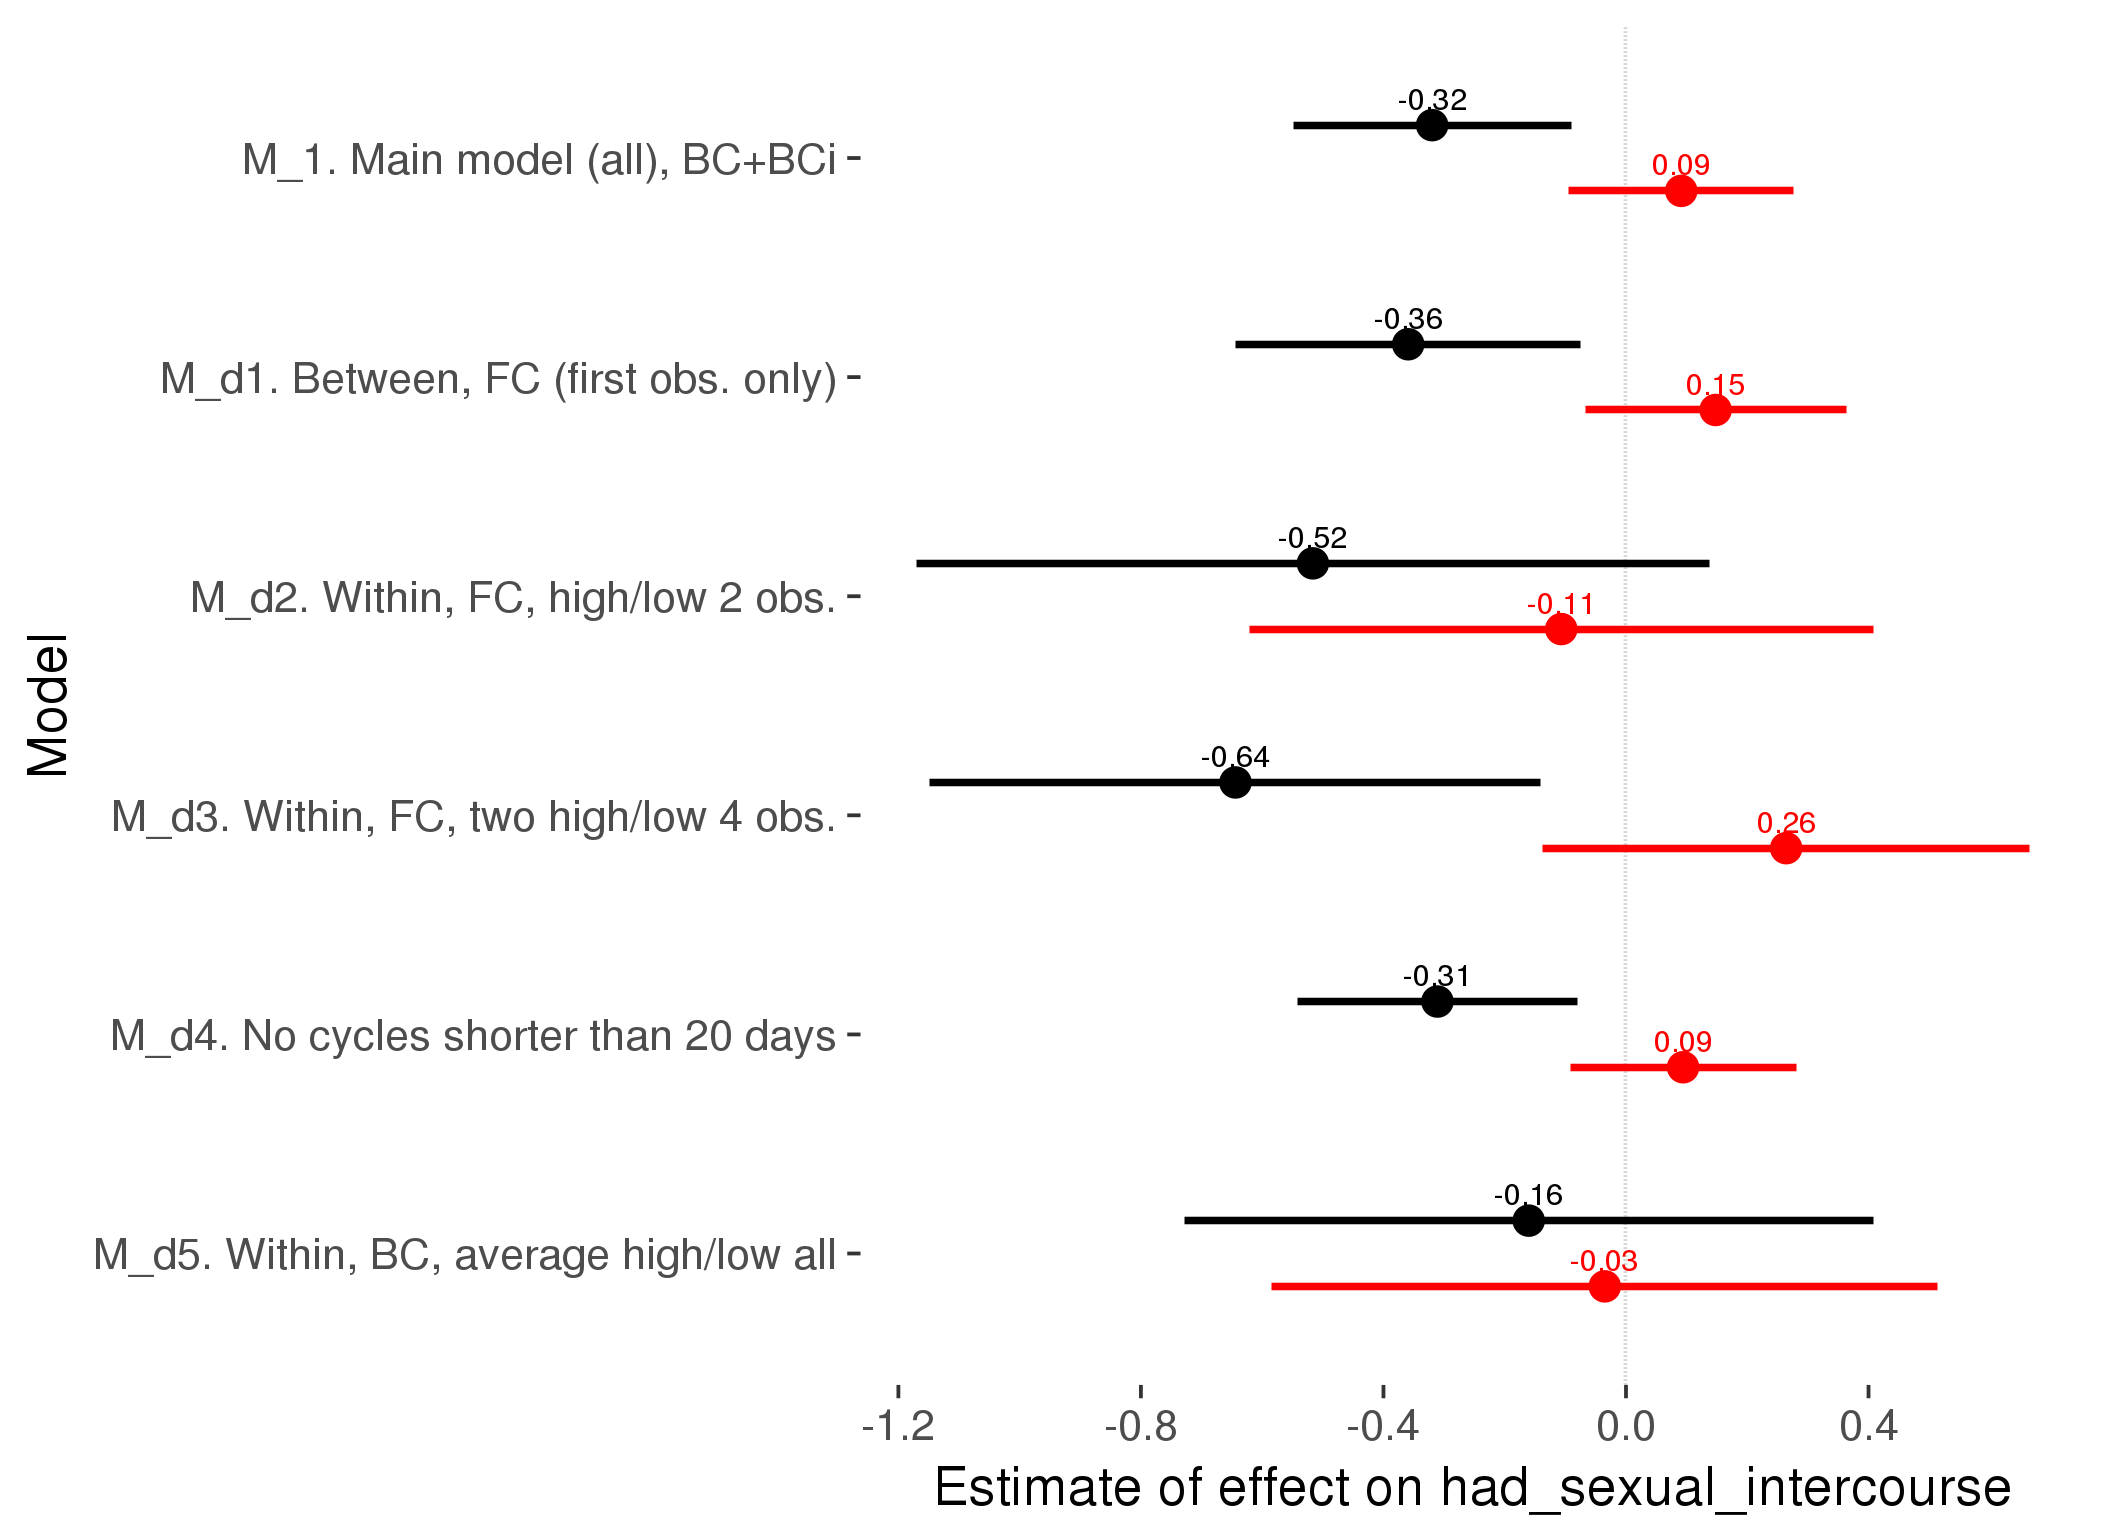 -0.32
M_1. Main model (all), BC+BCi
0.09
-0.36
M_d1. Between, FC (first obs. only)
0.15
-0.52
M_d2. Within, FC, high/low 2 obs.
-0.11
Model
-0.64
M_d3. Within, FC, two high/low 4 obs.
0.26
-0.31
M_d4. No cycles shorter than 20 days
0.09
-0.16
M_d5. Within, BC, average high/low all
-0.03
-1.2 -0.8 -0.4 0.0 0.4
Estimate of effect on had_sexual_intercourse